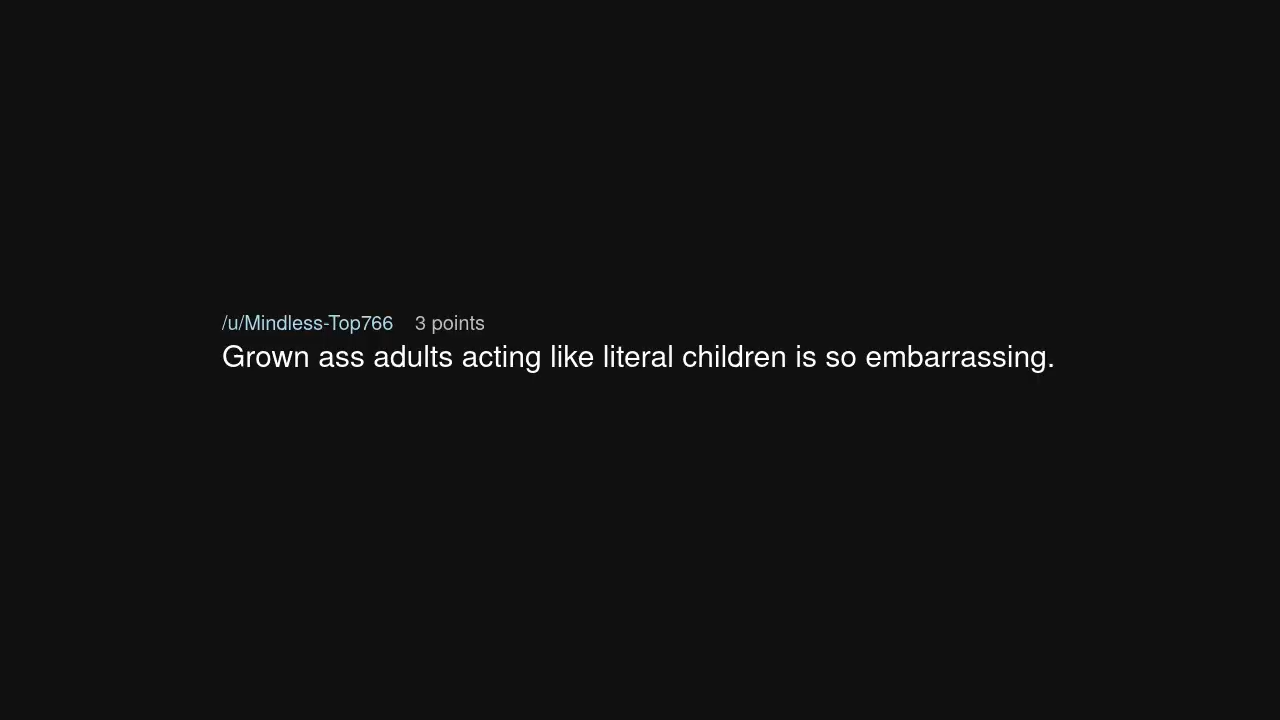 /u/Mindless-Top766 3 points
Grown ass adults acting like literal children is so embarrassing.